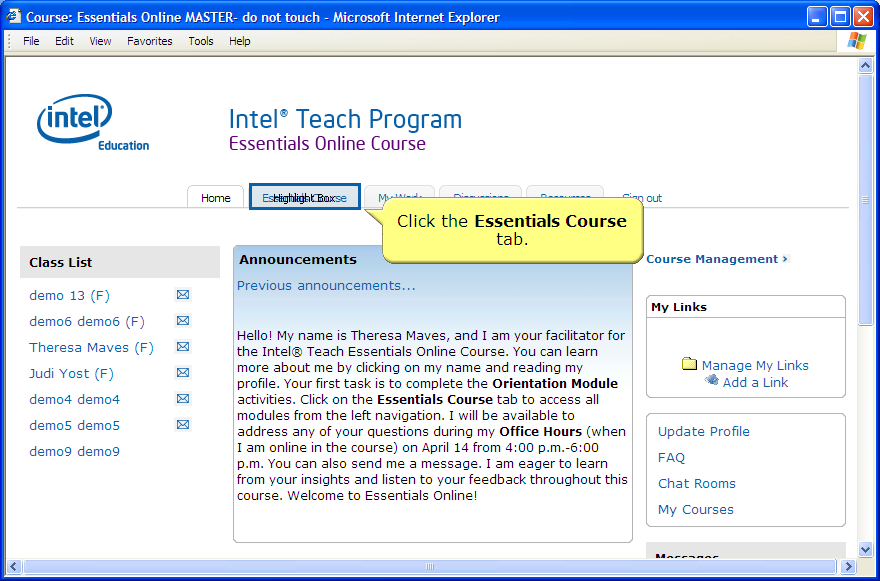 Course: Essentials Online MASTER- do not touch - Microsoft Internet Explorer
File Edit View Favorites Tools Help
intel®
Education
Intel® Teach Program
Essentials Online Course
Home
Essentials Course
Highlight Box
My Work
Discussions
Resources
Sign out
Click the Essentials Course
tab.
Class List
demo 13 (F)
demo6 demo6 (F)
Theresa Maves (F)
Judi Yost (F)
demo4 demo4
demo5 demo5
demo9 demo9
Announcements
Previous announcements...
Hello! My name is Theresa Maves, and I am your facilitator for
the Intel® Teach Essentials Online Course. You can learn
more about me by clicking on my name and reading my
profile. Your first task is to complete the Orientation Module
activities. Click on the Essentials Course tab to access all
modules from the left navigation. I will be available to
address any of your questions during my Office Hours (when
I am online in the course) on April 14 from 4:00 p.m.-6:00
p.m. You can also send me a message. I am eager to learn
from your insights and listen to your feedback throughout this
course. Welcome to Essentials Online!
Course Management ›
My Links
Manage My Links
Add a Link
Update Profile
FAQ
Chat Rooms
My Courses
Messages